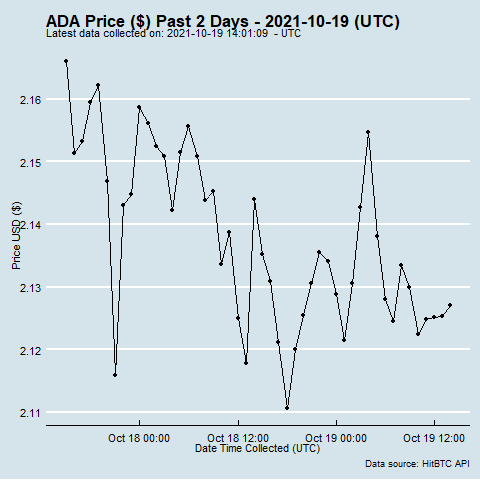 ADA Price ($) Past 2 Days - 2021-10-19 (UTC)
Latest data collected on: 2021-10-19 14:01:09 - UTC
2.16
2.15
2.14
2.13
2.12
2.11
Price USD ($)
Oct 18 00:00 Oct 18 12:00 Oct 19 00:00 Oct 19 12:00
Date Time Collected (UTC)
Data source: HitBTC API